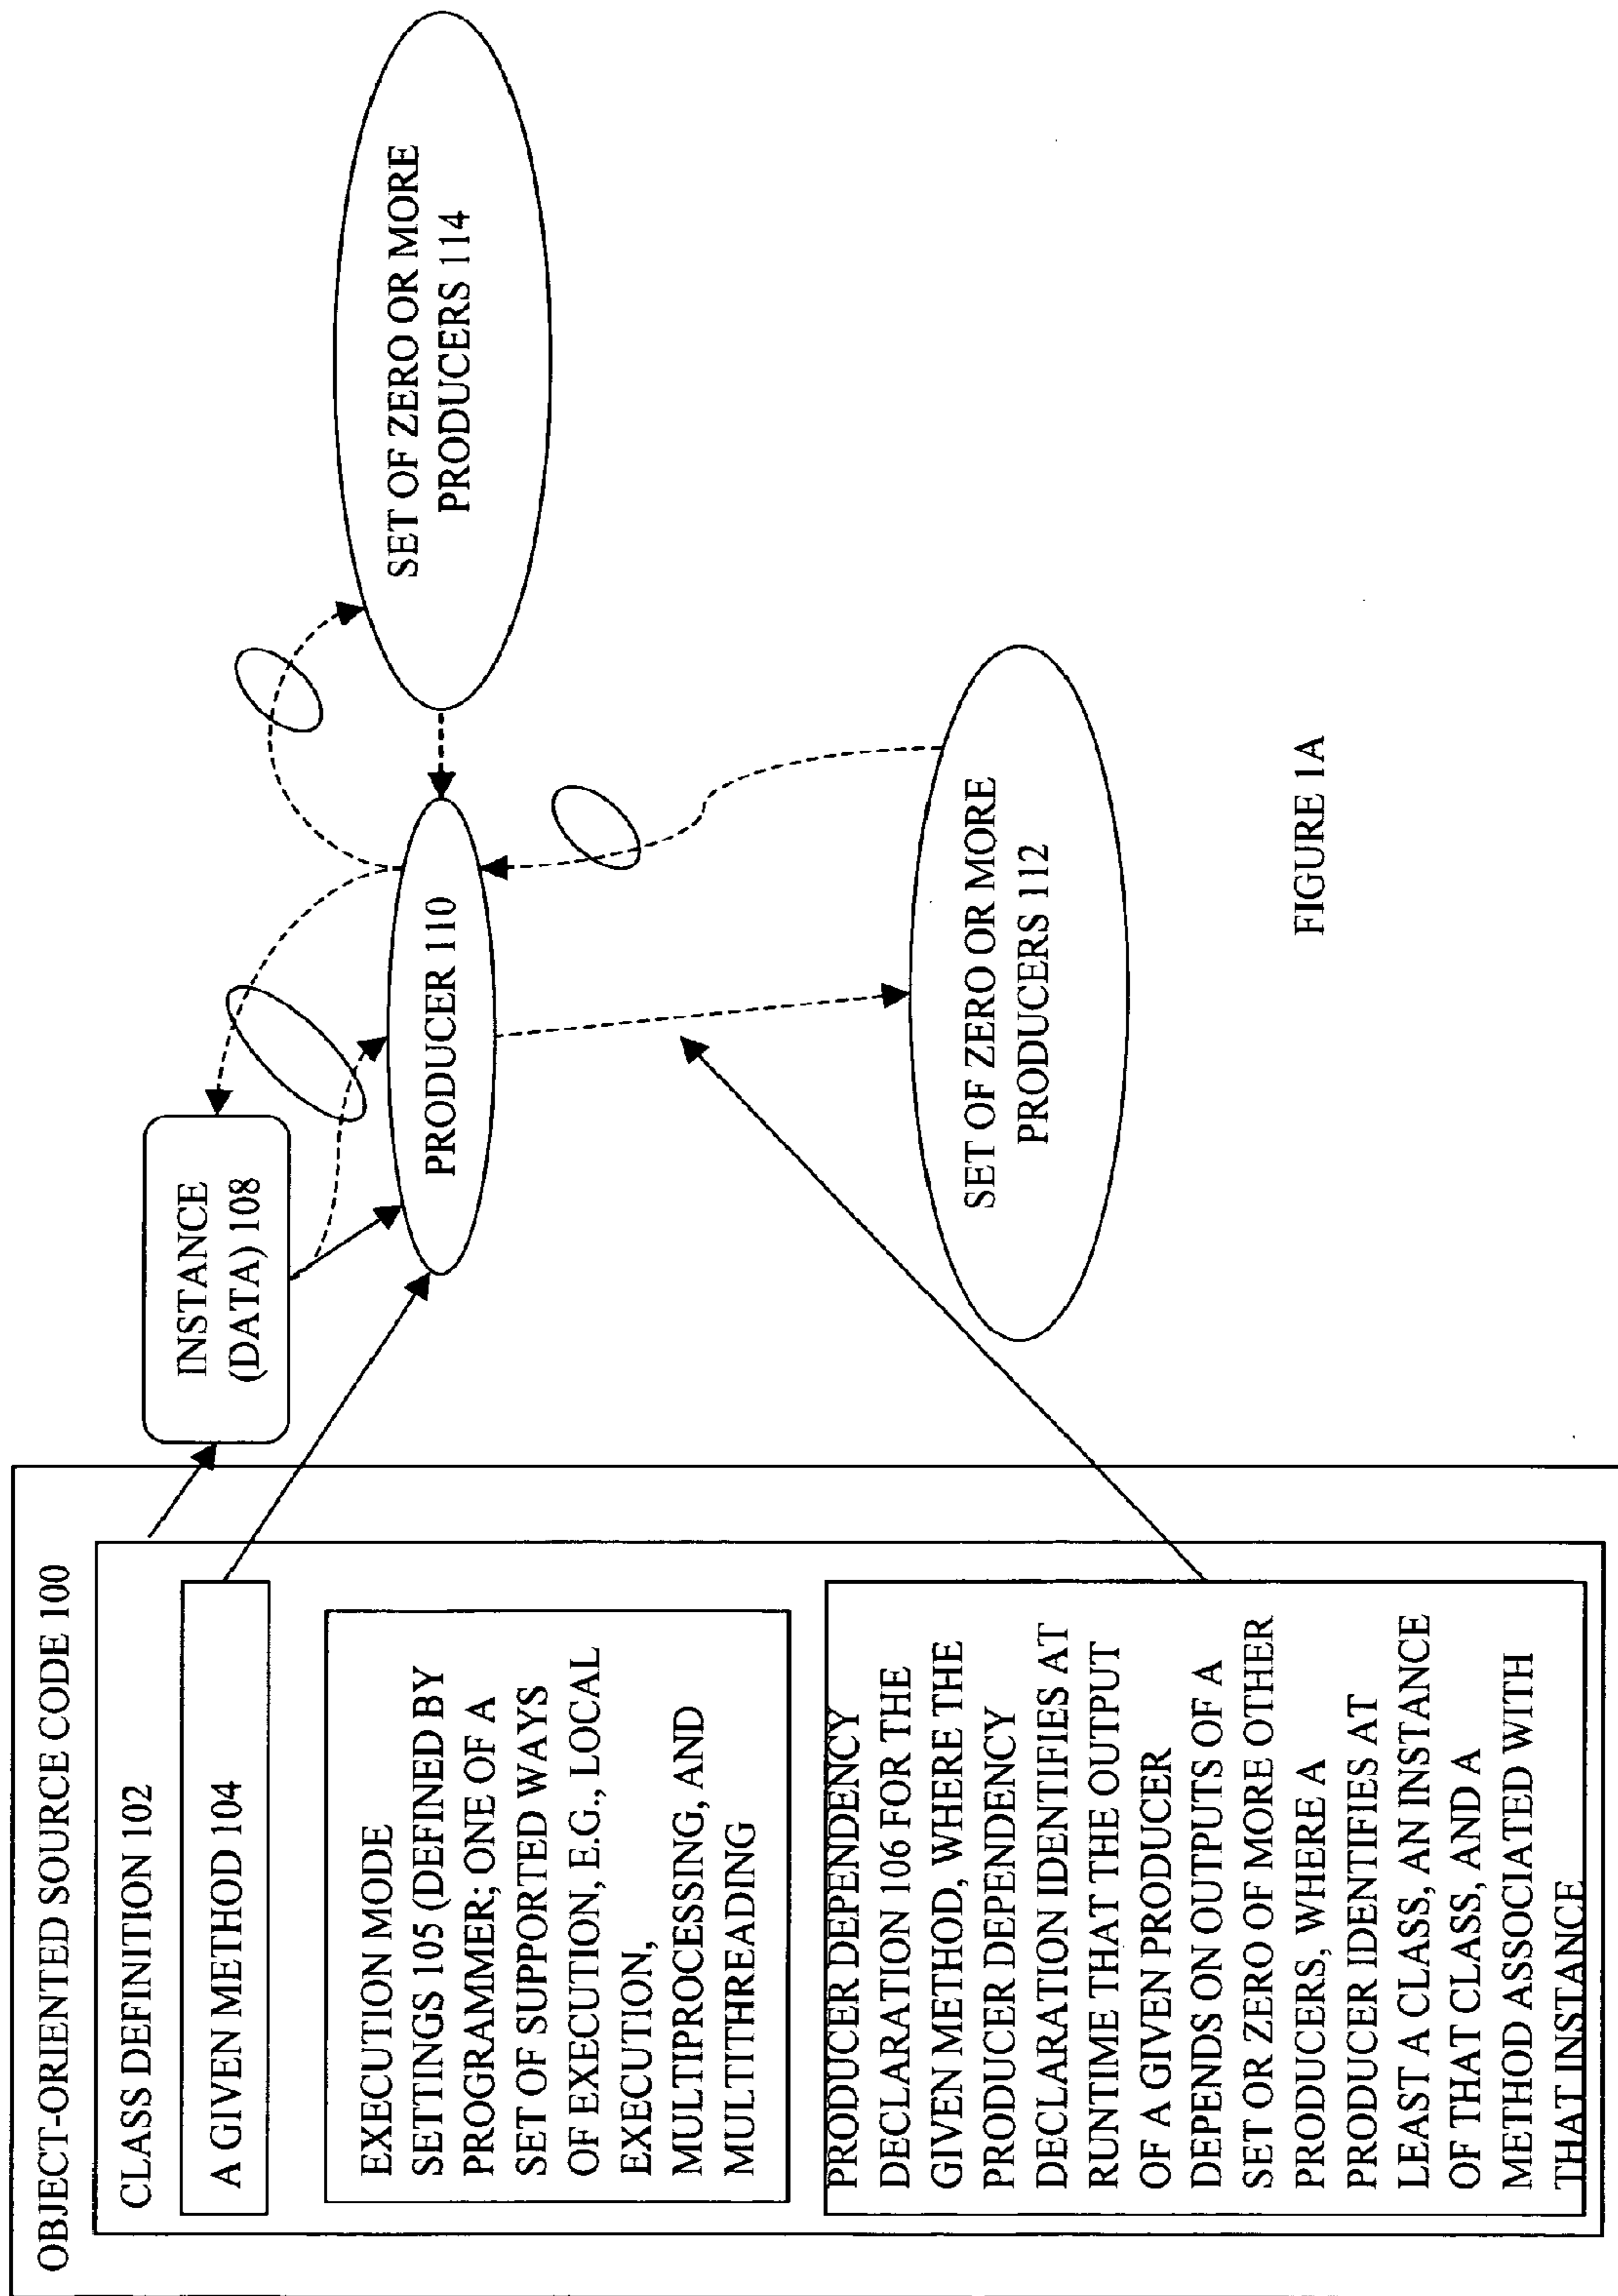 OBJECT-ORIENTED SOURCE CODE 100
CLASS DEFINITION 102
A GIVEN METHOD 104
EXECUTION MODE
SETTINGS 105 (DEFINED BY
PROGRAMMER; ONE OF A
SET OF SUPPORTED WAYS
OF EXECUTION, E.G., LOCAL
EXECUTION,
MULTIPROCESSING, AND
MULTITHREADING
PRODUCER DEPENDENCY
DECLARATION 106 FOR THE
GIVEN METHOD, WHERE THE
PRODUCER DEPENDENCY
DECLARATION IDENTIFIES AT
RUNTIME THAT THE OUTPUT
OF A GIVEN PRODUCER
DEPENDS ON OUTPUTS OF A
SET OR ZERO OF MORE OTHER
PRODUCERS, WHERE A
PRODUCER IDENTIFIES AT
LEAST A CLASS, AN INSTANCE
OF THAT CLASS, AND A
METHOD ASSOCIATED WITH
THAT INSTANCE
INSTANCE
(DATA) 108
PRODUCER 110
SET OF ZERO OR MORE
PRODUCERS 114
SET OF ZERO OR MORE
PRODUCERS 112
FIGURE 1A